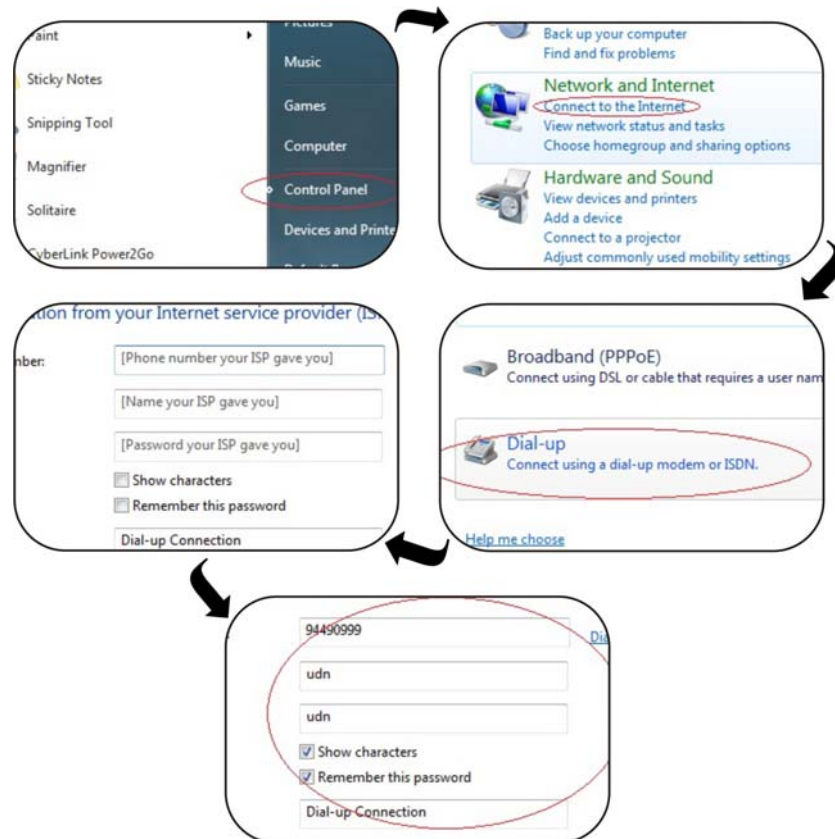 Paint
Sticky Notes
Snipping Tool
Magnifier
Solitaire
CyberLink Power2Go
Pictures
Music
Games
Computer
Control Panel
Devices and Printe
Back up your computer
Find and fix problems
Network and Internet
Connect to the Internet
View network status and tasks
Choose homegroup and sharing options
Hardware and Sound
View devices and printers
Add a device
Connect to a projector
Adjust commonly used mobility settings
Broadband (PPPoE)
Connect using DSL or cable that requires a user nam
Dial-up
Connect using a dial-up modem or ISDN.
Help me choose
tion from your Internet service provider (IS
mber:
[Phone number your ISP gave you]
[Name your ISP gave you]
[Password your ISP gave you]
Show characters
Remember this password
Dial-up Connection
94490999
Dia
udn
udn
Show characters
Remember this password
Dial-up Connection